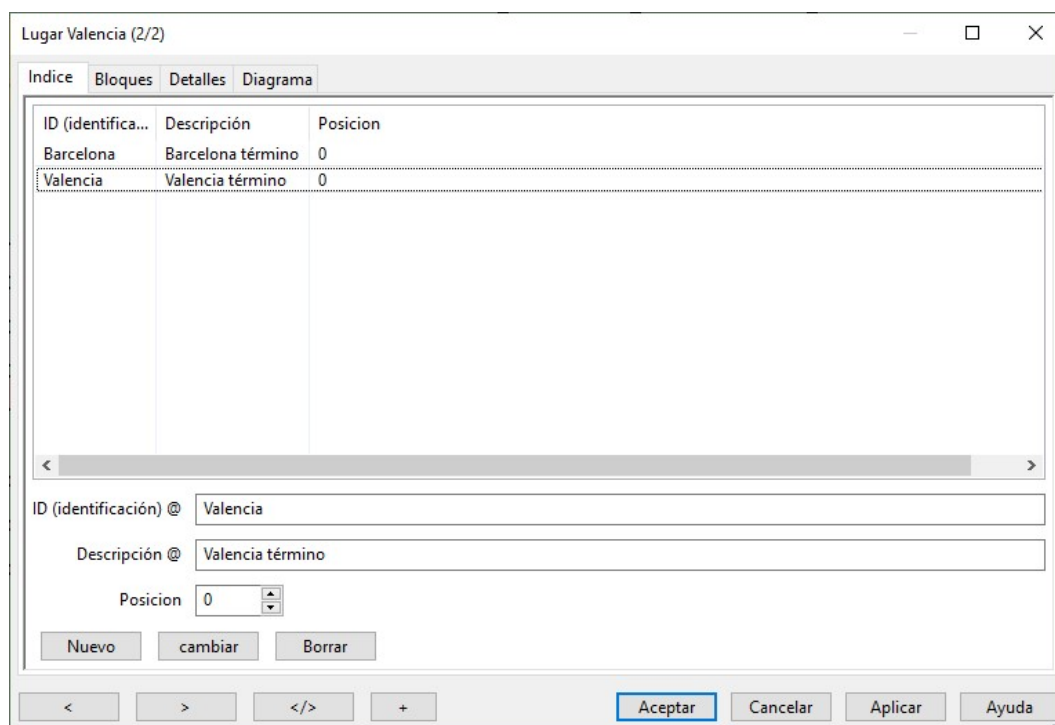 Lugar Valencia (2/2)
Indice Bloques Detalles Diagrama
ID (identifica... Descripción Posicion
Barcelona Barcelona término 0
Valencia Valencia término 0
ID (identificación) @ Valencia
Descripción @ Valencia término
Posicion 0
Nuevo cambiar Borrar
< > </> + Aceptar Cancelar Aplicar Ayuda